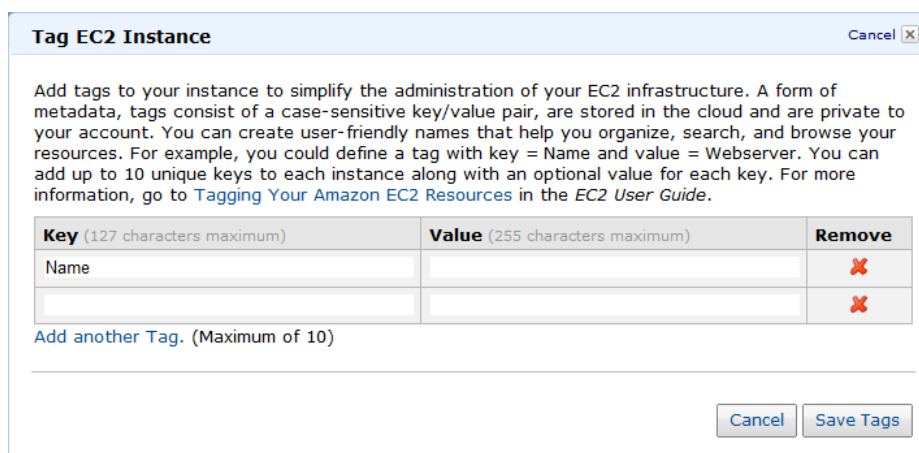 Tag EC2 Instance
Cancel
Add tags to your instance to simplify the administration of your EC2 infrastructure. A form of
metadata, tags consist of a case-sensitive key/value pair, are stored in the cloud and are private to
your account. You can create user-friendly names that help you organize, search, and browse your
resources. For example, you could define a tag with key = Name and value = Webserver. You can
add up to 10 unique keys to each instance along with an optional value for each key. For more
information, go to Tagging Your Amazon EC2 Resources in the EC2 User Guide.
Key (127 characters maximum) Value (255 characters maximum) Remove
Name
Add another Tag. (Maximum of 10)
Cancel Save Tags